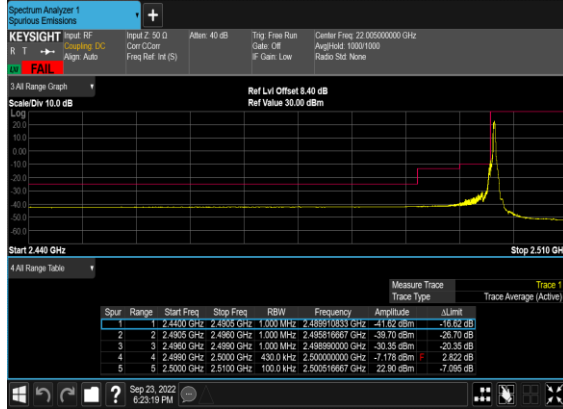 Spectrum Analyzer 1
Spurious Emissions
KEYSIGHT
R T
LXI
FAIL
Input: RF
Coupling: DC
Align: Auto
Input Z: 50 Ω
Corr CCorr
Freq Ref: Int (S)
Atten: 40 dB
Trig: Free Run
Gate: Off
IF Gain: Low
Center Freq: 22.005000000 GHz
Avg|Hold: 1000/1000
Radio Std: None
3 All Range Graph
Scale/Div 10.0 dB
Ref Lvl Offset 8.40 dB
Ref Value 30.00 dBm
Log
20.0
10.0
0.00
-10.0
-20.0
-30.0
-40.0
-50.0
-60.0
Start 2.440 GHz
Stop 2.510 GH
4 All Range Table
Measure Trace Trace 1
Trace Type Trace Average (Active)
Spur Range Start Freq Stop Freq RBW Frequency Amplitude ΔLimit
1 1 2.4400 GHz 2.4905 GHz 1.000 MHz 2.489910833 GHz -41.62 dBm -16.62 dB
2 2 2.4905 GHz 2.4960 GHz 1.000 MHz 2.495816667 GHz -39.70 dBm -26.70 dB
3 3 2.4960 GHz 2.4990 GHz 1.000 MHz 2.498990000 GHz -30.35 dBm -20.35 dB
4 4 2.4990 GHz 2.5000 GHz 430.0 kHz 2.500000000 GHz -7.178 dBm F 2.822 dB
5 5 2.5000 GHz 2.5100 GHz 100.0 kHz 2.500516667 GHz 22.90 dBm -7.095 dB
?
Sep 23, 2022
6:23:19 PM